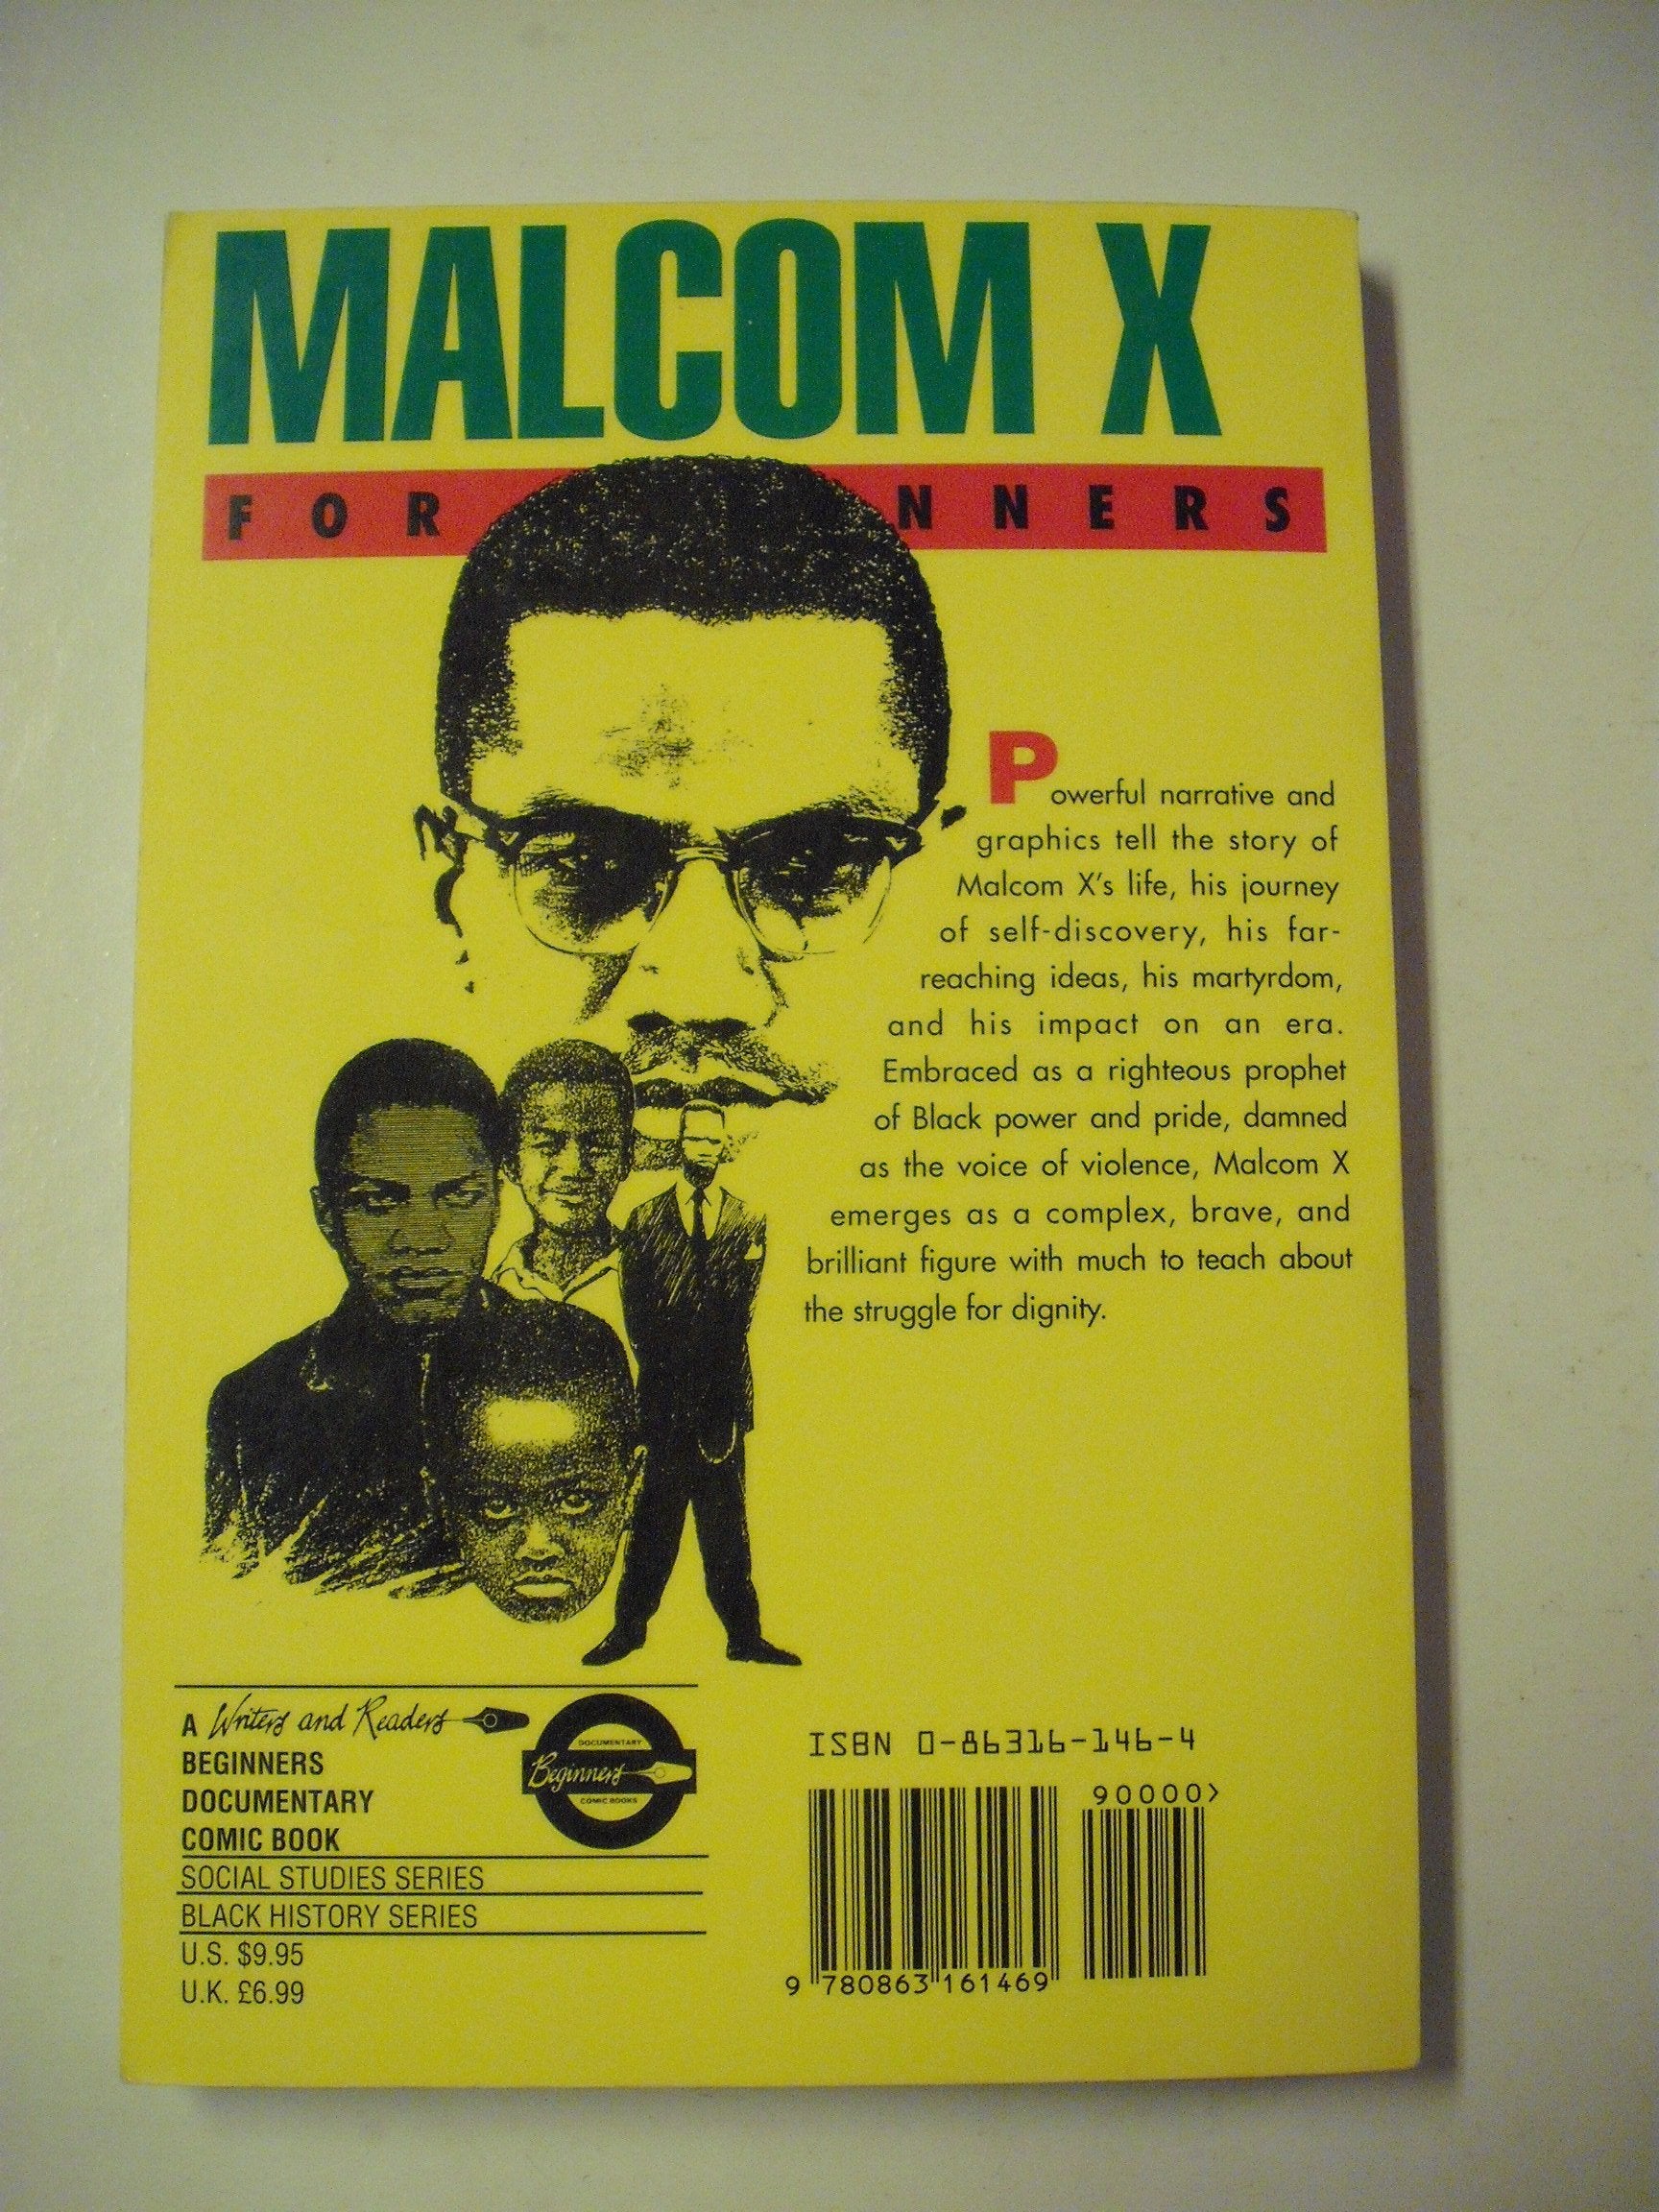 MALCOM X
FOR NNERS
Powerful narrative and
graphics tell the story of
Malcom X's life, his journey
of self-discovery, his far-
reaching ideas, his martyrdom,
and his impact on an era.
Embraced as a righteous prophet
of Black power and pride, damned
as the voice of violence, Malcom X
emerges as a complex, brave, and
brilliant figure with much to teach about
the struggle for dignity.
A Writers and Readers
BEGINNERS
DOCUMENTARY
COMIC BOOK
SOCIAL STUDIES SERIES
BLACK HISTORY SERIES
U.S. $9.95
U.K. £6.99
DOCUMENTARY
Beginners
COMIC BOOKS
ISBN 0-86316-146-4
90000>
9 780863 161469